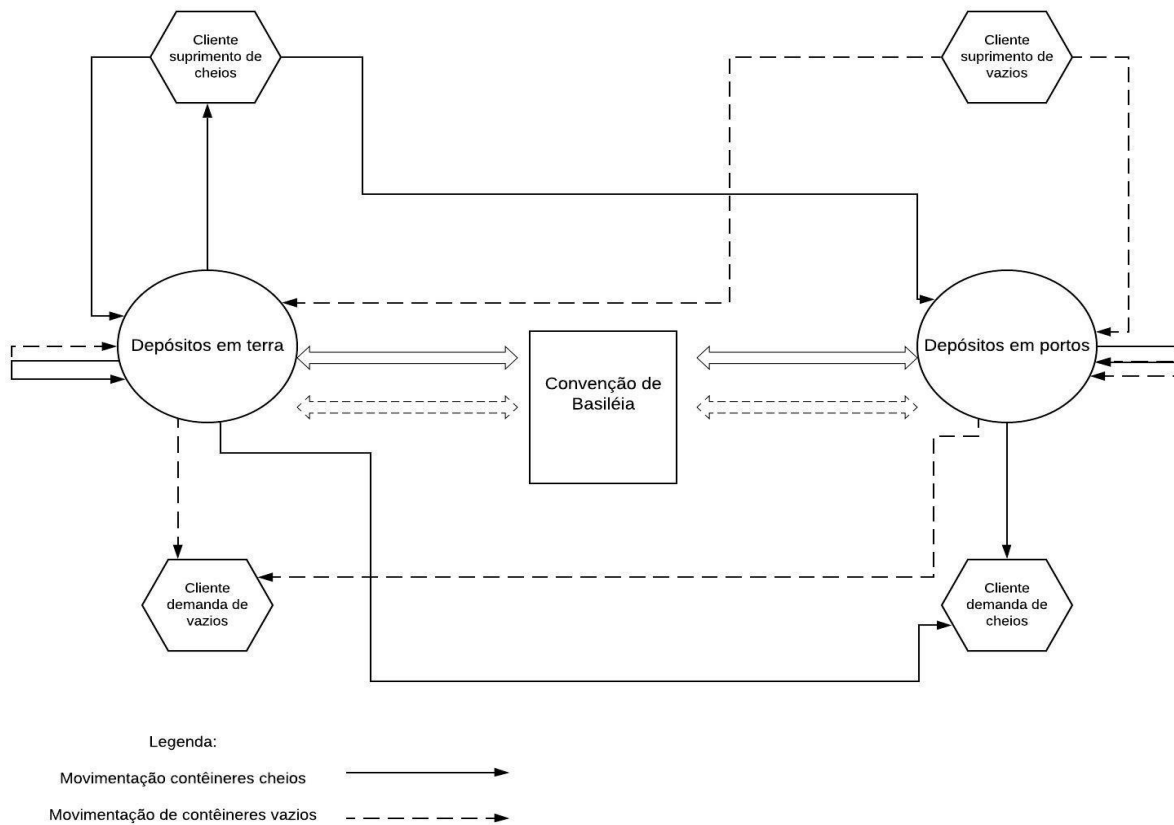 Cliente
suprimento de
cheios
Cliente
suprimento de
vazios
Depósitos em terra
Convenção de
Basiléia
Depósitos em portos
Cliente
demanda de
vazios
Cliente
demanda de
cheios
Legenda:
Movimentação contêineres cheios
Movimentação de contêineres vazios